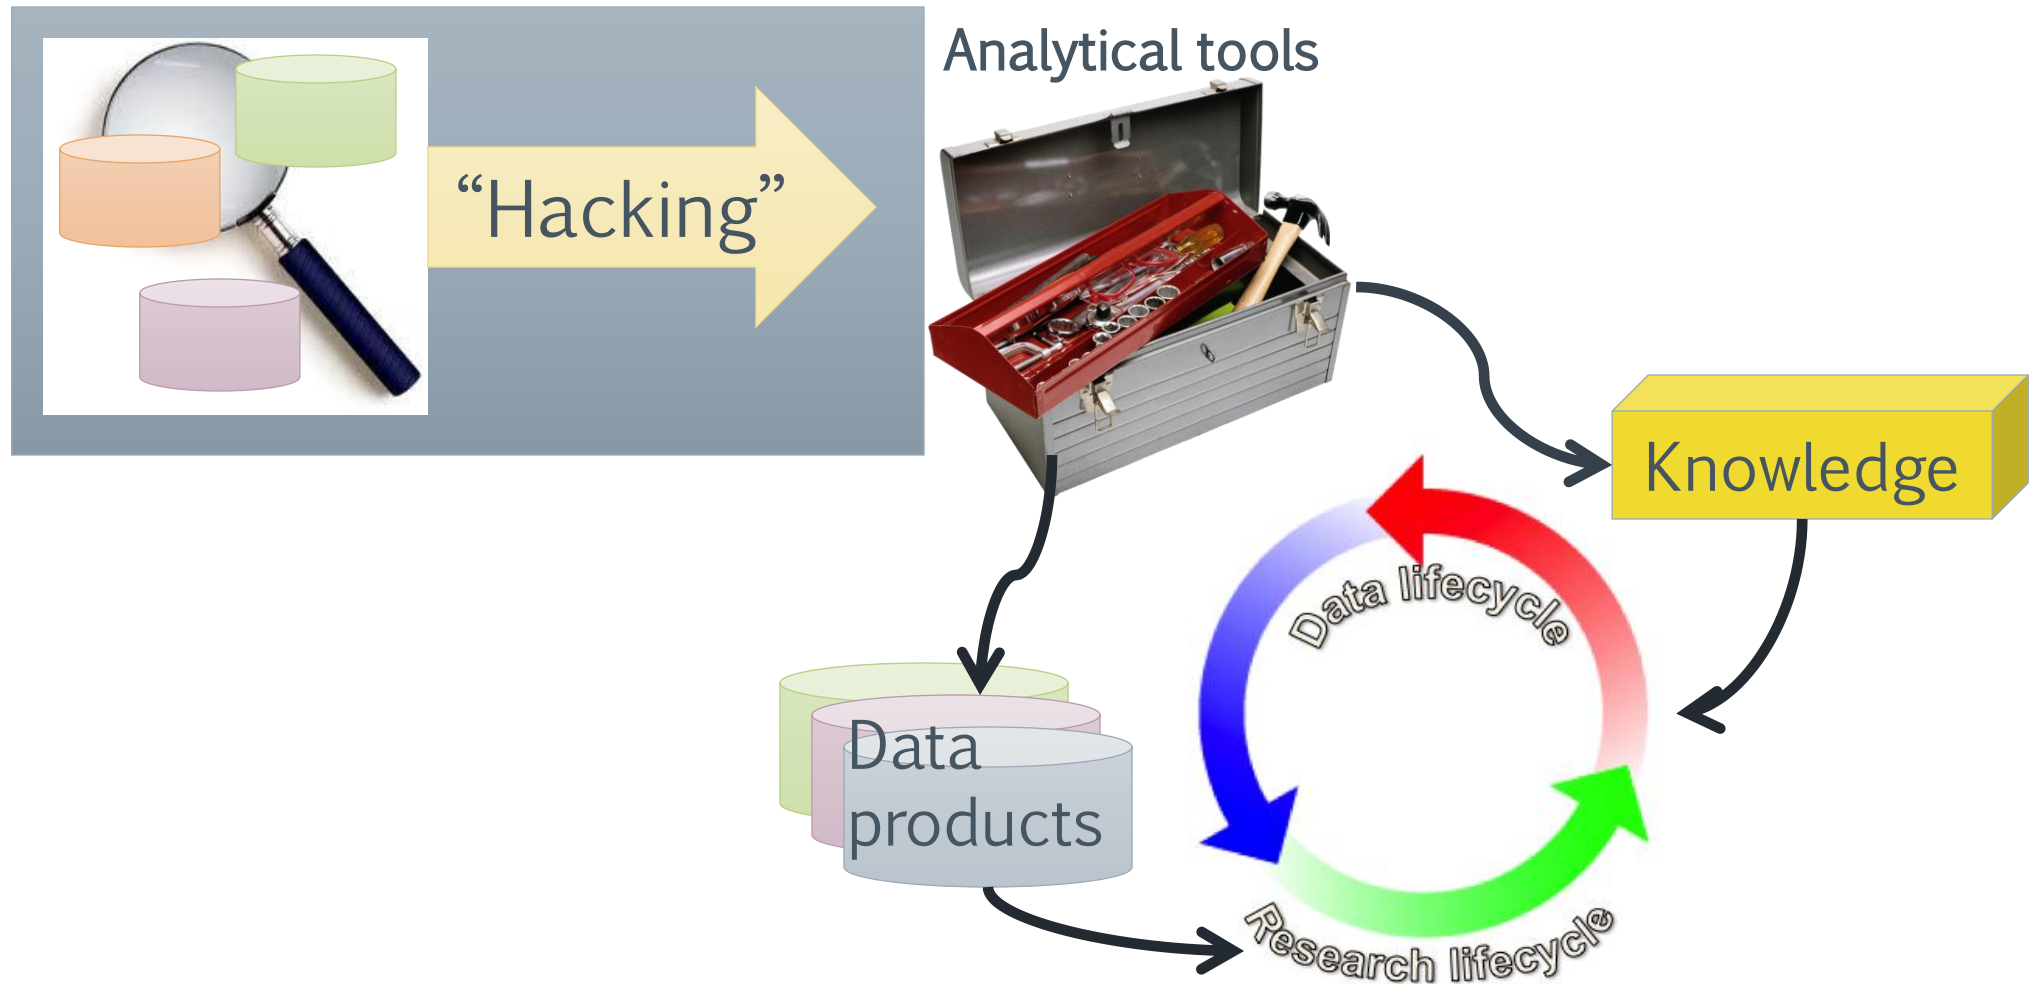 Analytical tools
“Hacking”
Knowledge
Data lifecycle
Data
products
Research lifecycle